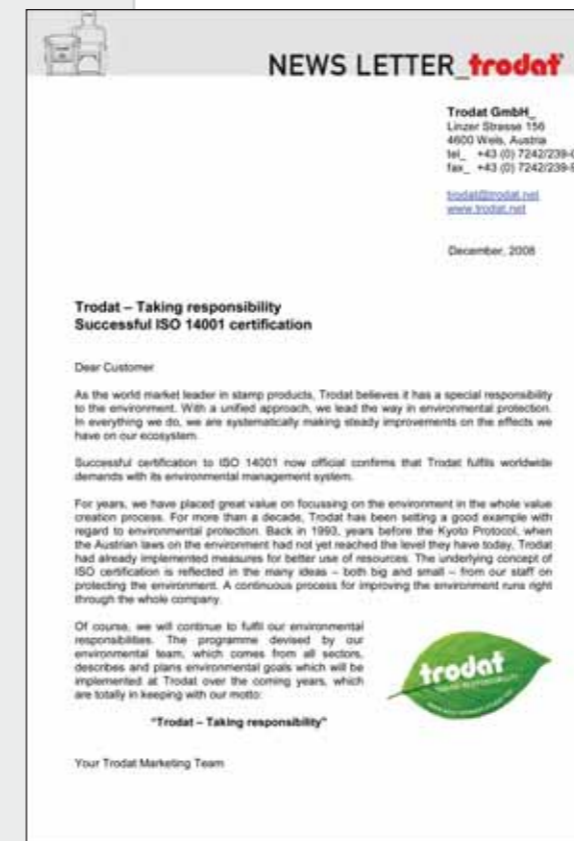 NEWS LETTER_trodat
Trodat GmbH_
Linzer Strasse 156
4600 Wels, Austria
tel_ +43 (0) 7242/239-
fax_ +43 (0) 7242/239-
trodat@trodat.net
www.trodat.net
December, 2008
Trodat – Taking responsibility
Successful ISO 14001 certification
Dear Customer
As the world market leader in stamp products, Trodat believes it has a special responsibility
to the environment. With a unified approach, we lead the way in environmental protection.
In everything we do, we are systematically making steady improvements on the effects we
have on our ecosystem.
Successful certification to ISO 14001 now official confirms that Trodat fulfils worldwide
demands with its environmental management system.
For years, we have placed great value on focussing on the environment in the whole value
creation process. For more than a decade, Trodat has been setting a good example with
regard to environmental protection. Back in 1993, years before the Kyoto Protocol, when
the Austrian laws on the environment had not yet reached the level they have today, Trodat
had already implemented measures for better use of resources. The underlying concept of
ISO certification is reflected in the many ideas – both big and small – from our staff on
protecting the environment. A continuous process for improving the environment runs right
through the whole company.
Of course, we will continue to fulfil our environmental
responsibilities. The programme devised by our
environmental team, which comes from all sectors,
describes and plans environmental goals which will be
implemented at Trodat over the coming years, which
are totally in keeping with our motto:
"Trodat – Taking responsibility"
trodat
TAKING RESPONSIBILITY
Your Trodat Marketing Team